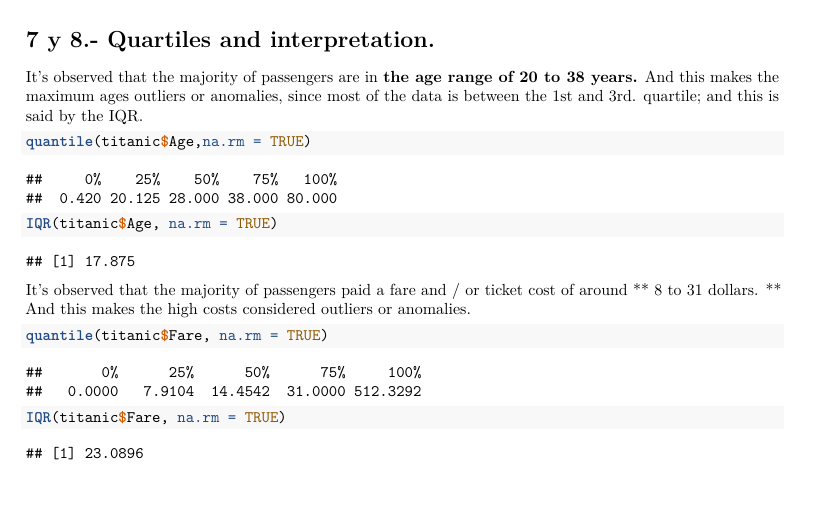 7 y 8.- Quartiles and interpretation.
It's observed that the majority of passengers are in the age range of 20 to 38 years. And this makes the
maximum ages outliers or anomalies, since most of the data is between the 1st and 3rd. quartile; and this is
said by the IQR.
quantile(titanic$Age,na.rm = TRUE)
##     0%    25%    50%    75%   100%
##  0.420 20.125 28.000 38.000 80.000
IQR(titanic$Age, na.rm = TRUE)
## [1] 17.875
It's observed that the majority of passengers paid a fare and / or ticket cost of around ** 8 to 31 dollars. **
And this makes the high costs considered outliers or anomalies.
quantile(titanic$Fare, na.rm = TRUE)
##       0%      25%      50%      75%     100%
##   0.0000   7.9104  14.4542  31.0000 512.3292
IQR(titanic$Fare, na.rm = TRUE)
## [1] 23.0896